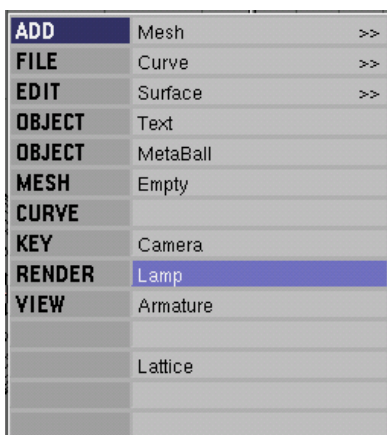 ADD Mesh >>
FILE Curve >>
EDIT Surface >>
OBJECT Text
OBJECT MetaBall
MESH Empty
CURVE
KEY Camera
RENDER Lamp
VIEW Armature
Lattice